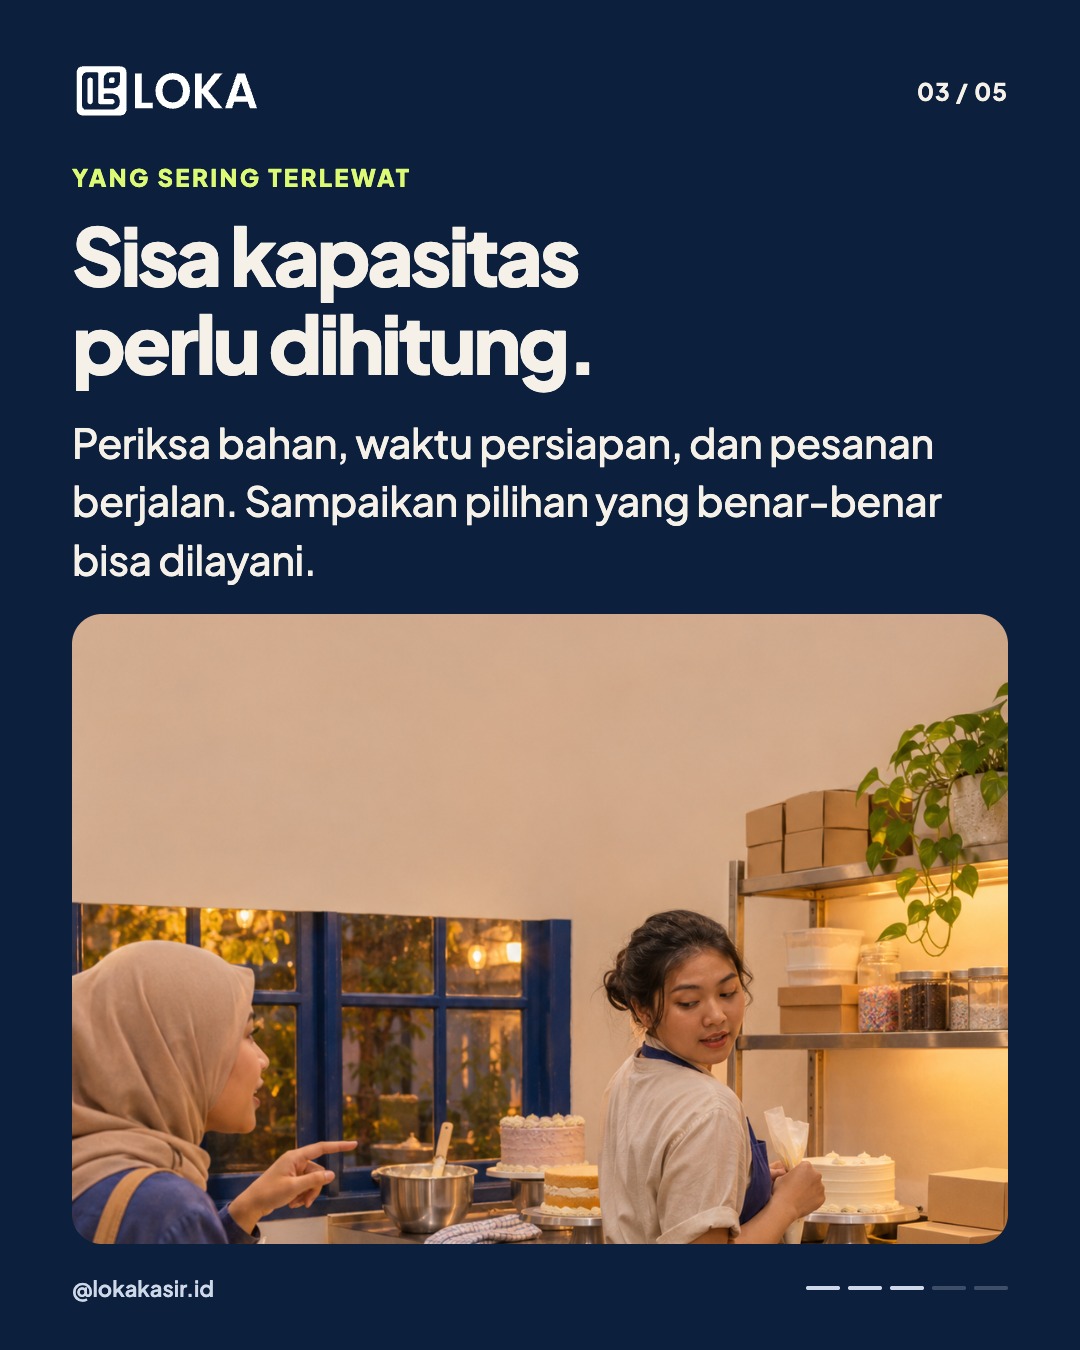 LOKA
03 / 05
YANG SERING TERLEWAT
Sisa kapasitas
perlu dihitung.
Periksa bahan, waktu persiapan, dan pesanan
berjalan. Sampaikan pilihan yang benar-benar
bisa dilayani.
@lokakasir.id